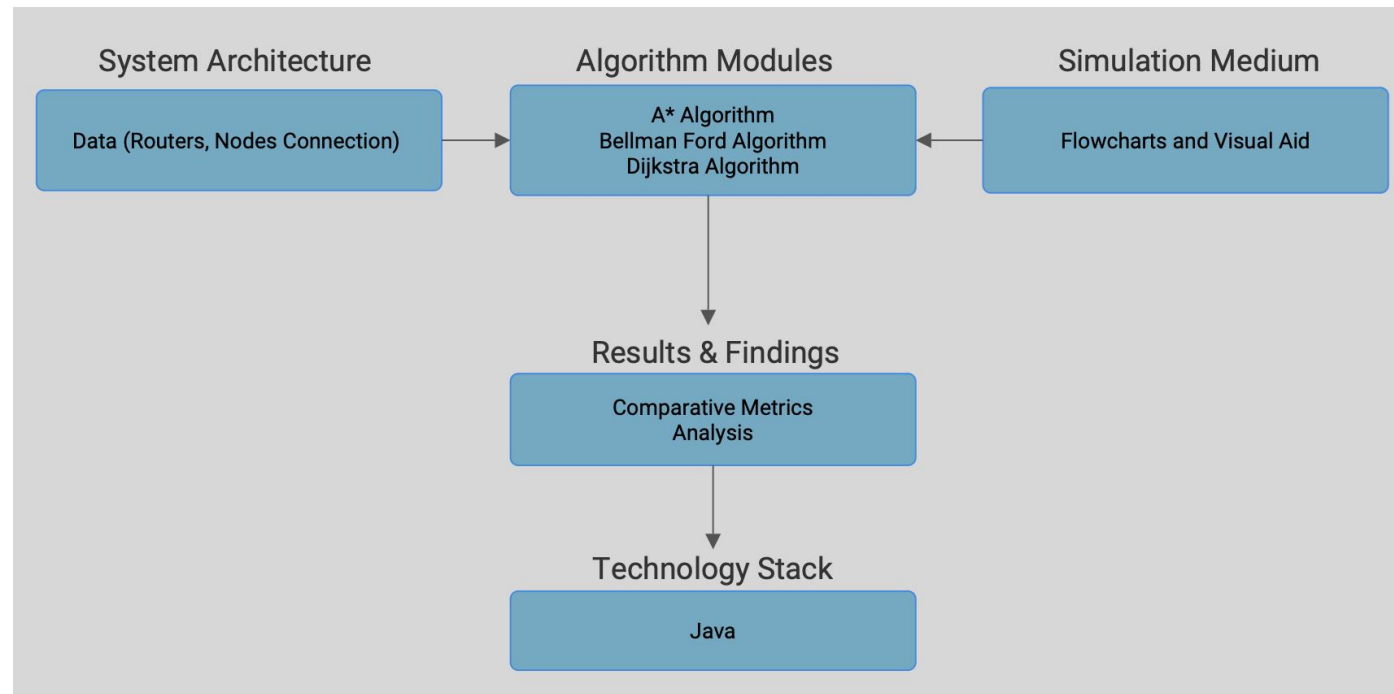 System Architecture
Data (Routers, Nodes Connection)
Algorithm Modules
A* Algorithm
Bellman Ford Algorithm
Dijkstra Algorithm
Simulation Medium
Flowcharts and Visual Aid
Results & Findings
Comparative Metrics
Analysis
Technology Stack
Java